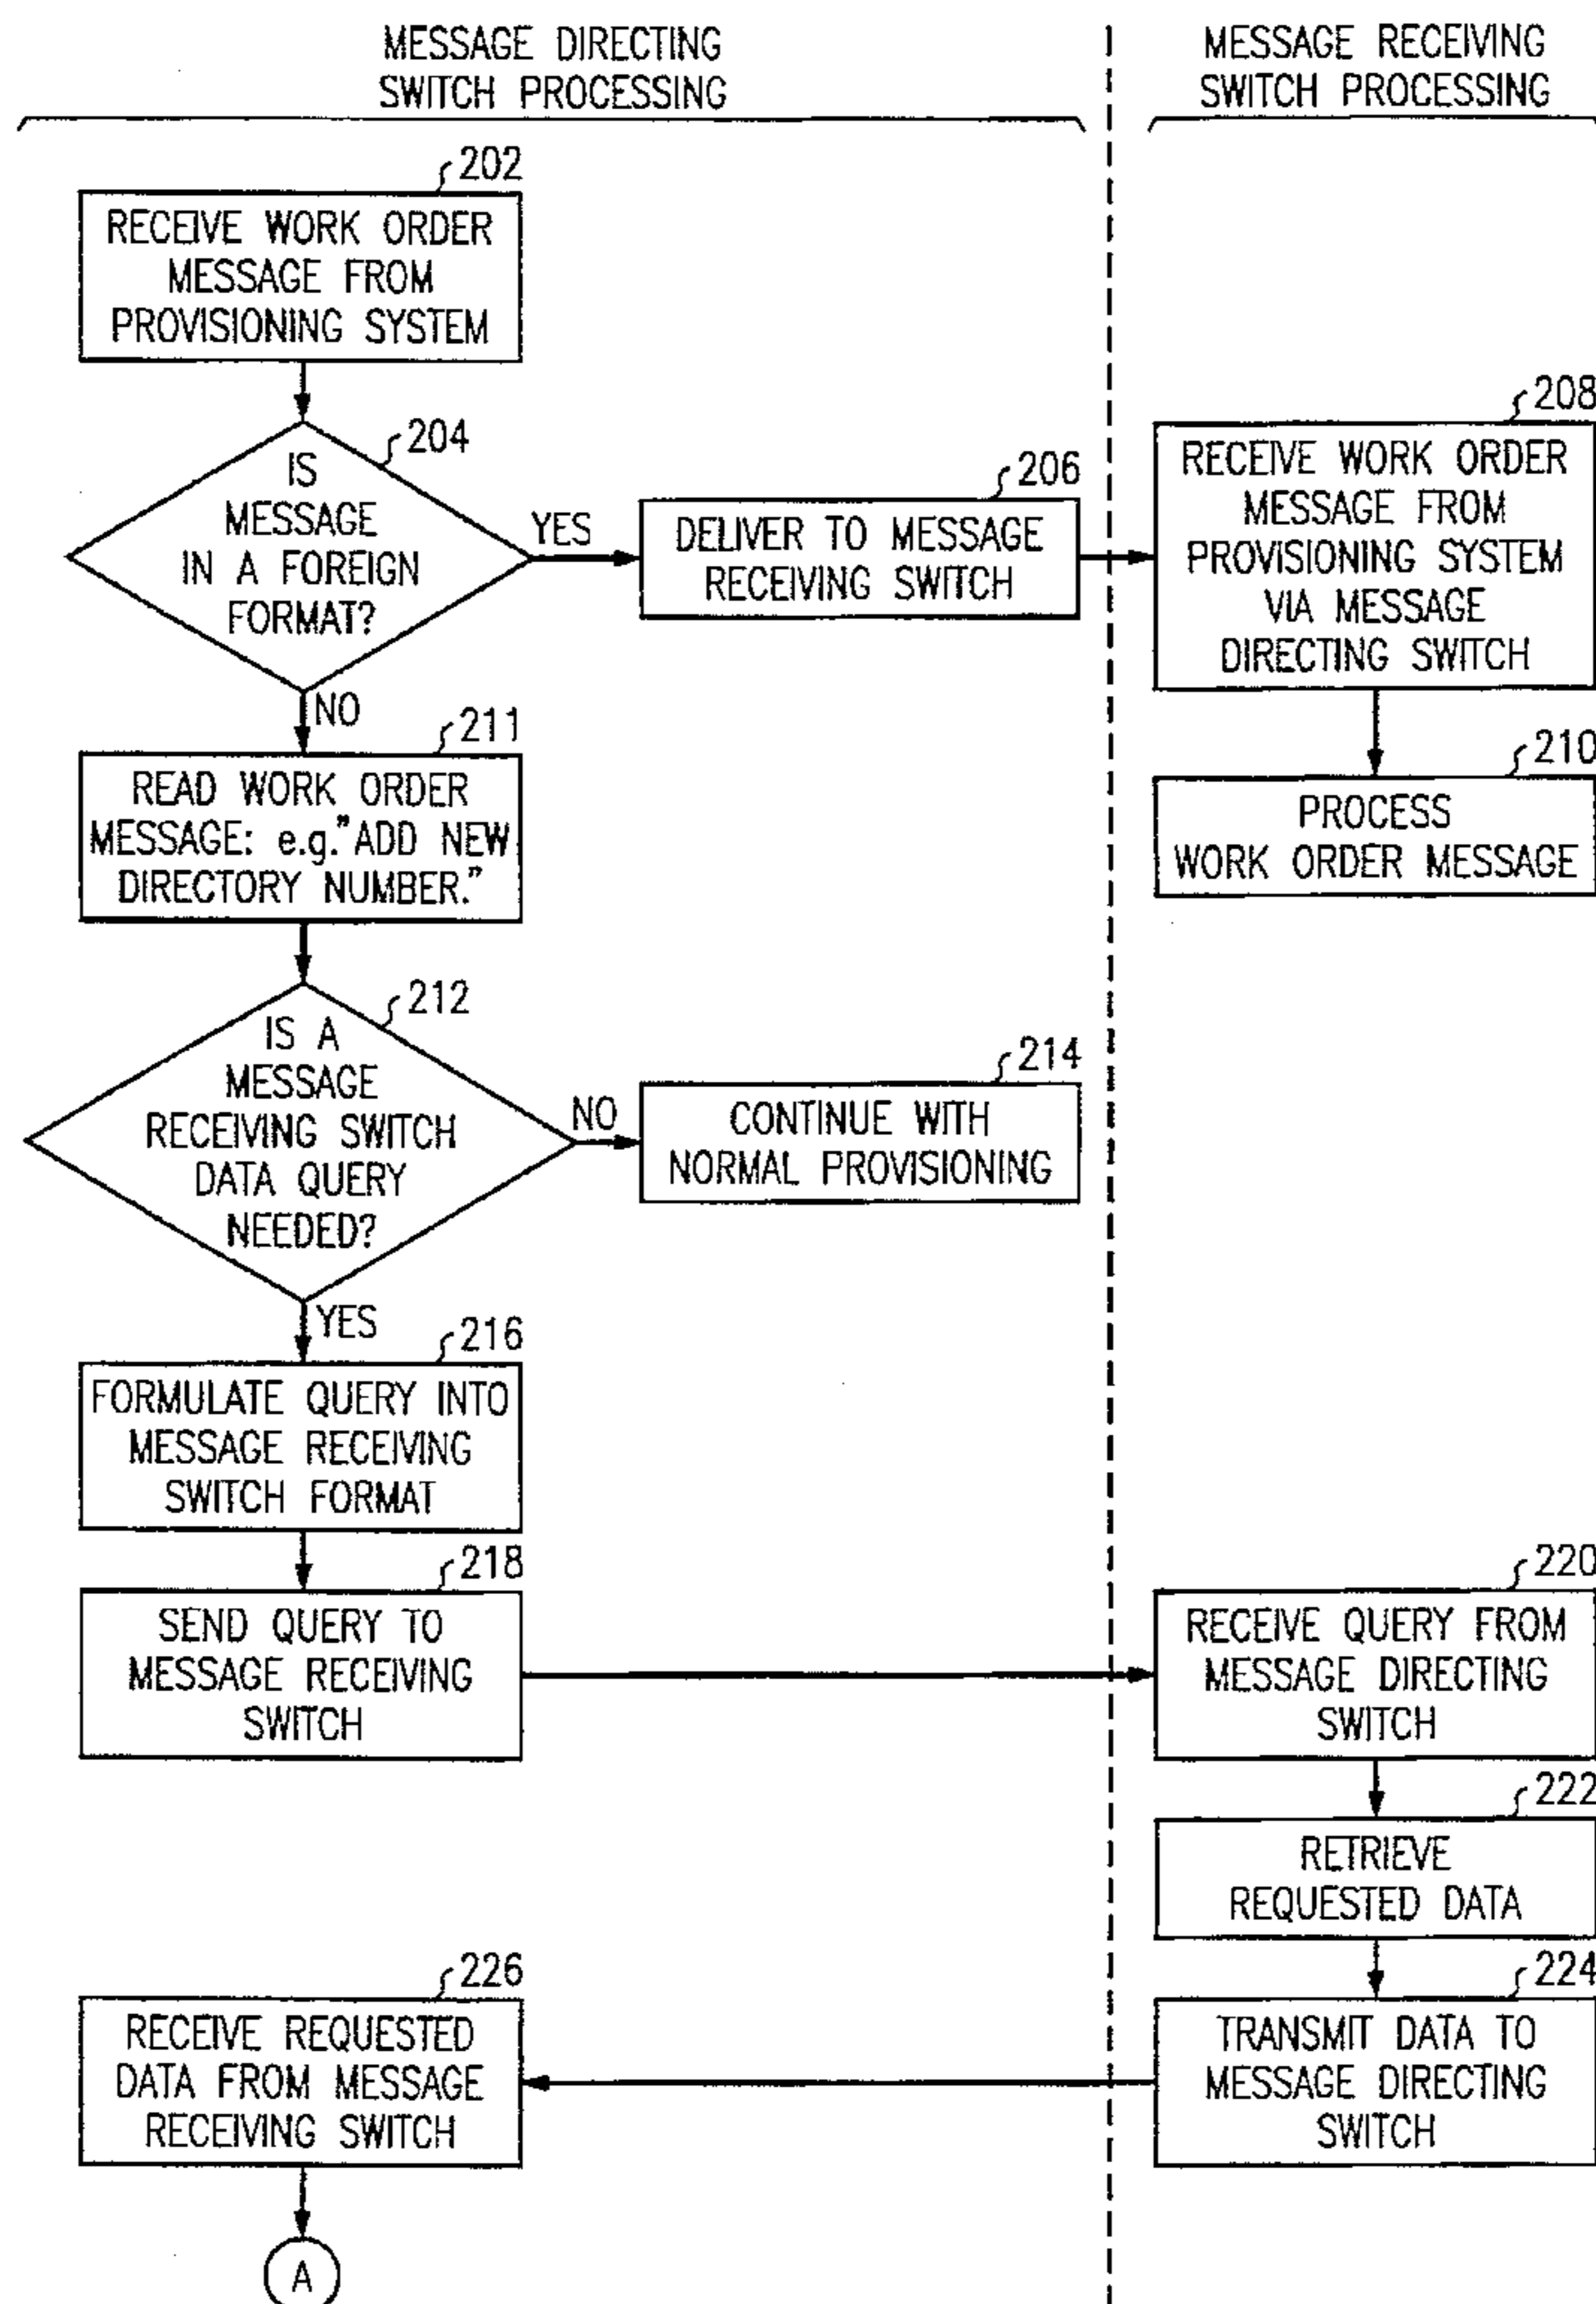 MESSAGE DIRECTING
SWITCH PROCESSING
MESSAGE RECEIVING
SWITCH PROCESSING
202
RECEIVE WORK ORDER
MESSAGE FROM
PROVISIONING SYSTEM
204
IS
MESSAGE
IN A FOREIGN
FORMAT?
YES
206
DELIVER TO MESSAGE
RECEIVING SWITCH
208
RECEIVE WORK ORDER
MESSAGE FROM
PROVISIONING SYSTEM
VIA MESSAGE
DIRECTING SWITCH
210
PROCESS
WORK ORDER MESSAGE
NO
211
READ WORK ORDER
MESSAGE: e.g."ADD NEW
DIRECTORY NUMBER."
212
IS A
MESSAGE
RECEIVING SWITCH
DATA QUERY
NEEDED?
NO
214
CONTINUE WITH
NORMAL PROVISIONING
YES
216
FORMULATE QUERY INTO
MESSAGE RECEIVING
SWITCH FORMAT
218
SEND QUERY TO
MESSAGE RECEIVING
SWITCH
220
RECEIVE QUERY FROM
MESSAGE DIRECTING
SWITCH
222
RETRIEVE
REQUESTED DATA
224
TRANSMIT DATA TO
MESSAGE DIRECTING
SWITCH
226
RECEIVE REQUESTED
DATA FROM MESSAGE
RECEIVING SWITCH
A